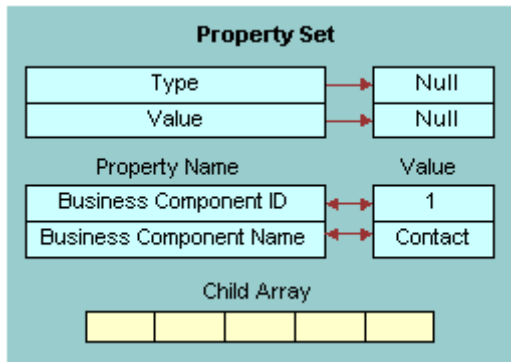 Property Set
Type Null
Value Null
Property Name Value
Business Component ID 1
Business Component Name Contact
Child Array